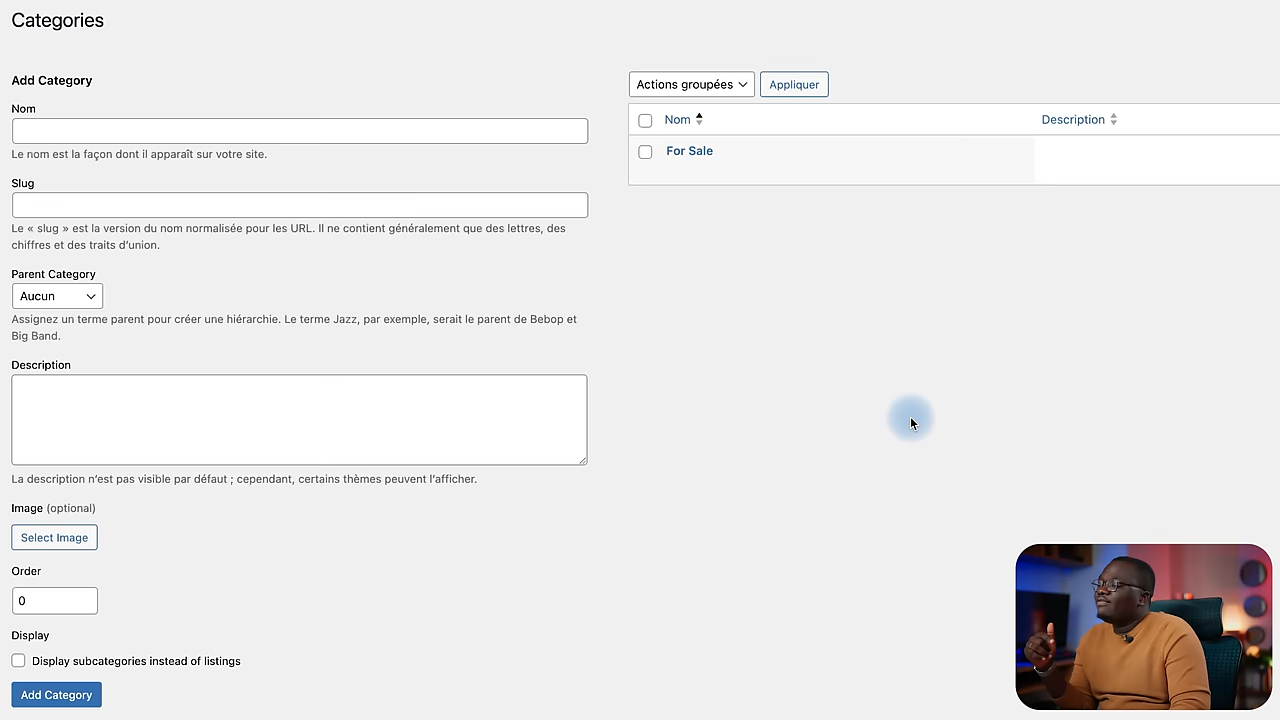 Categories
Add Category
Nom
Le nom est la façon dont il apparaît sur votre site.
Slug
Le « slug » est la version du nom normalisée pour les URL. Il ne contient généralement que des lettres, des
chiffres et des traits d’union.
Parent Category
Aucun
Assignez un terme parent pour créer une hiérarchie. Le terme Jazz, par exemple, serait le parent de Bebop et
Big Band.
Description
La description n’est pas visible par défaut ; cependant, certains thèmes peuvent l’afficher.
Image (optional)
Select Image
Order
0
Display
Display subcategories instead of listings
Add Category
Actions groupées Appliquer
Nom Description
For Sale